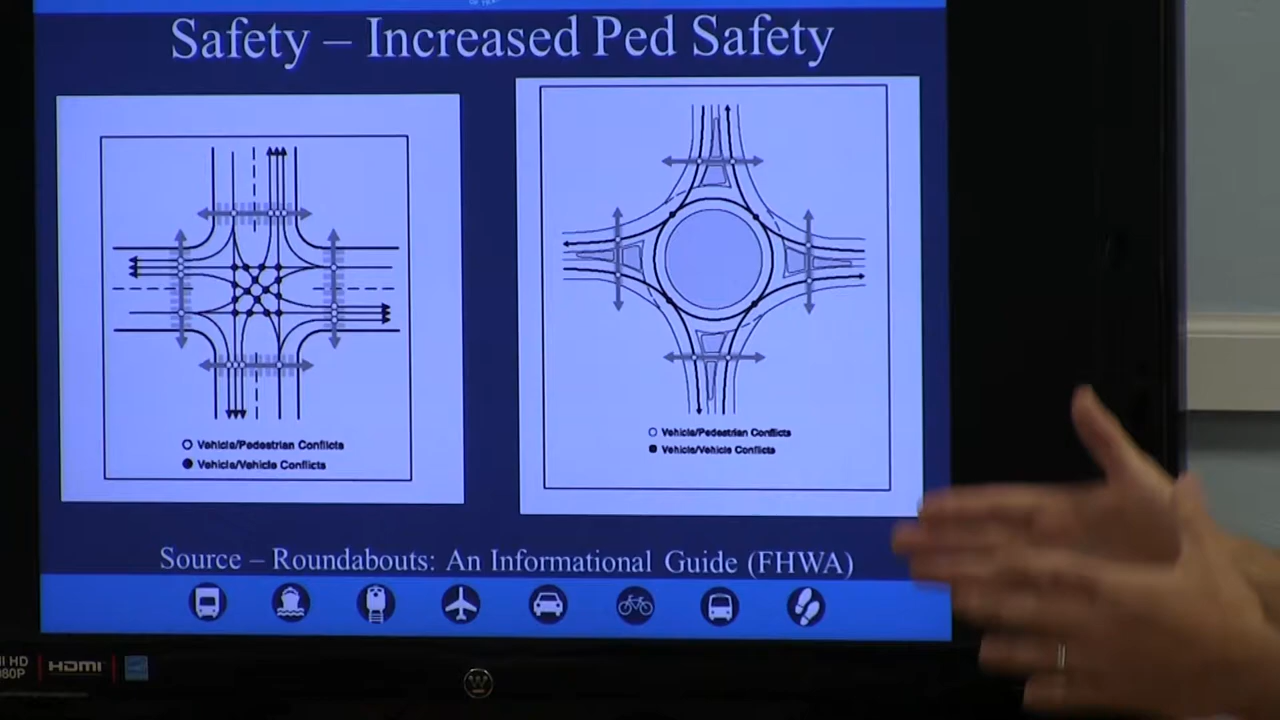 Safety – Increased Ped Safety
Vehicle/Pedestrian Conflicts
Vehicle/Vehicle Conflicts
Vehicle/Pedestrian Conflicts
Vehicle/Vehicle Conflicts
Source – Roundabouts: An Informational Guide (FHWA)
HD
HDMI
W